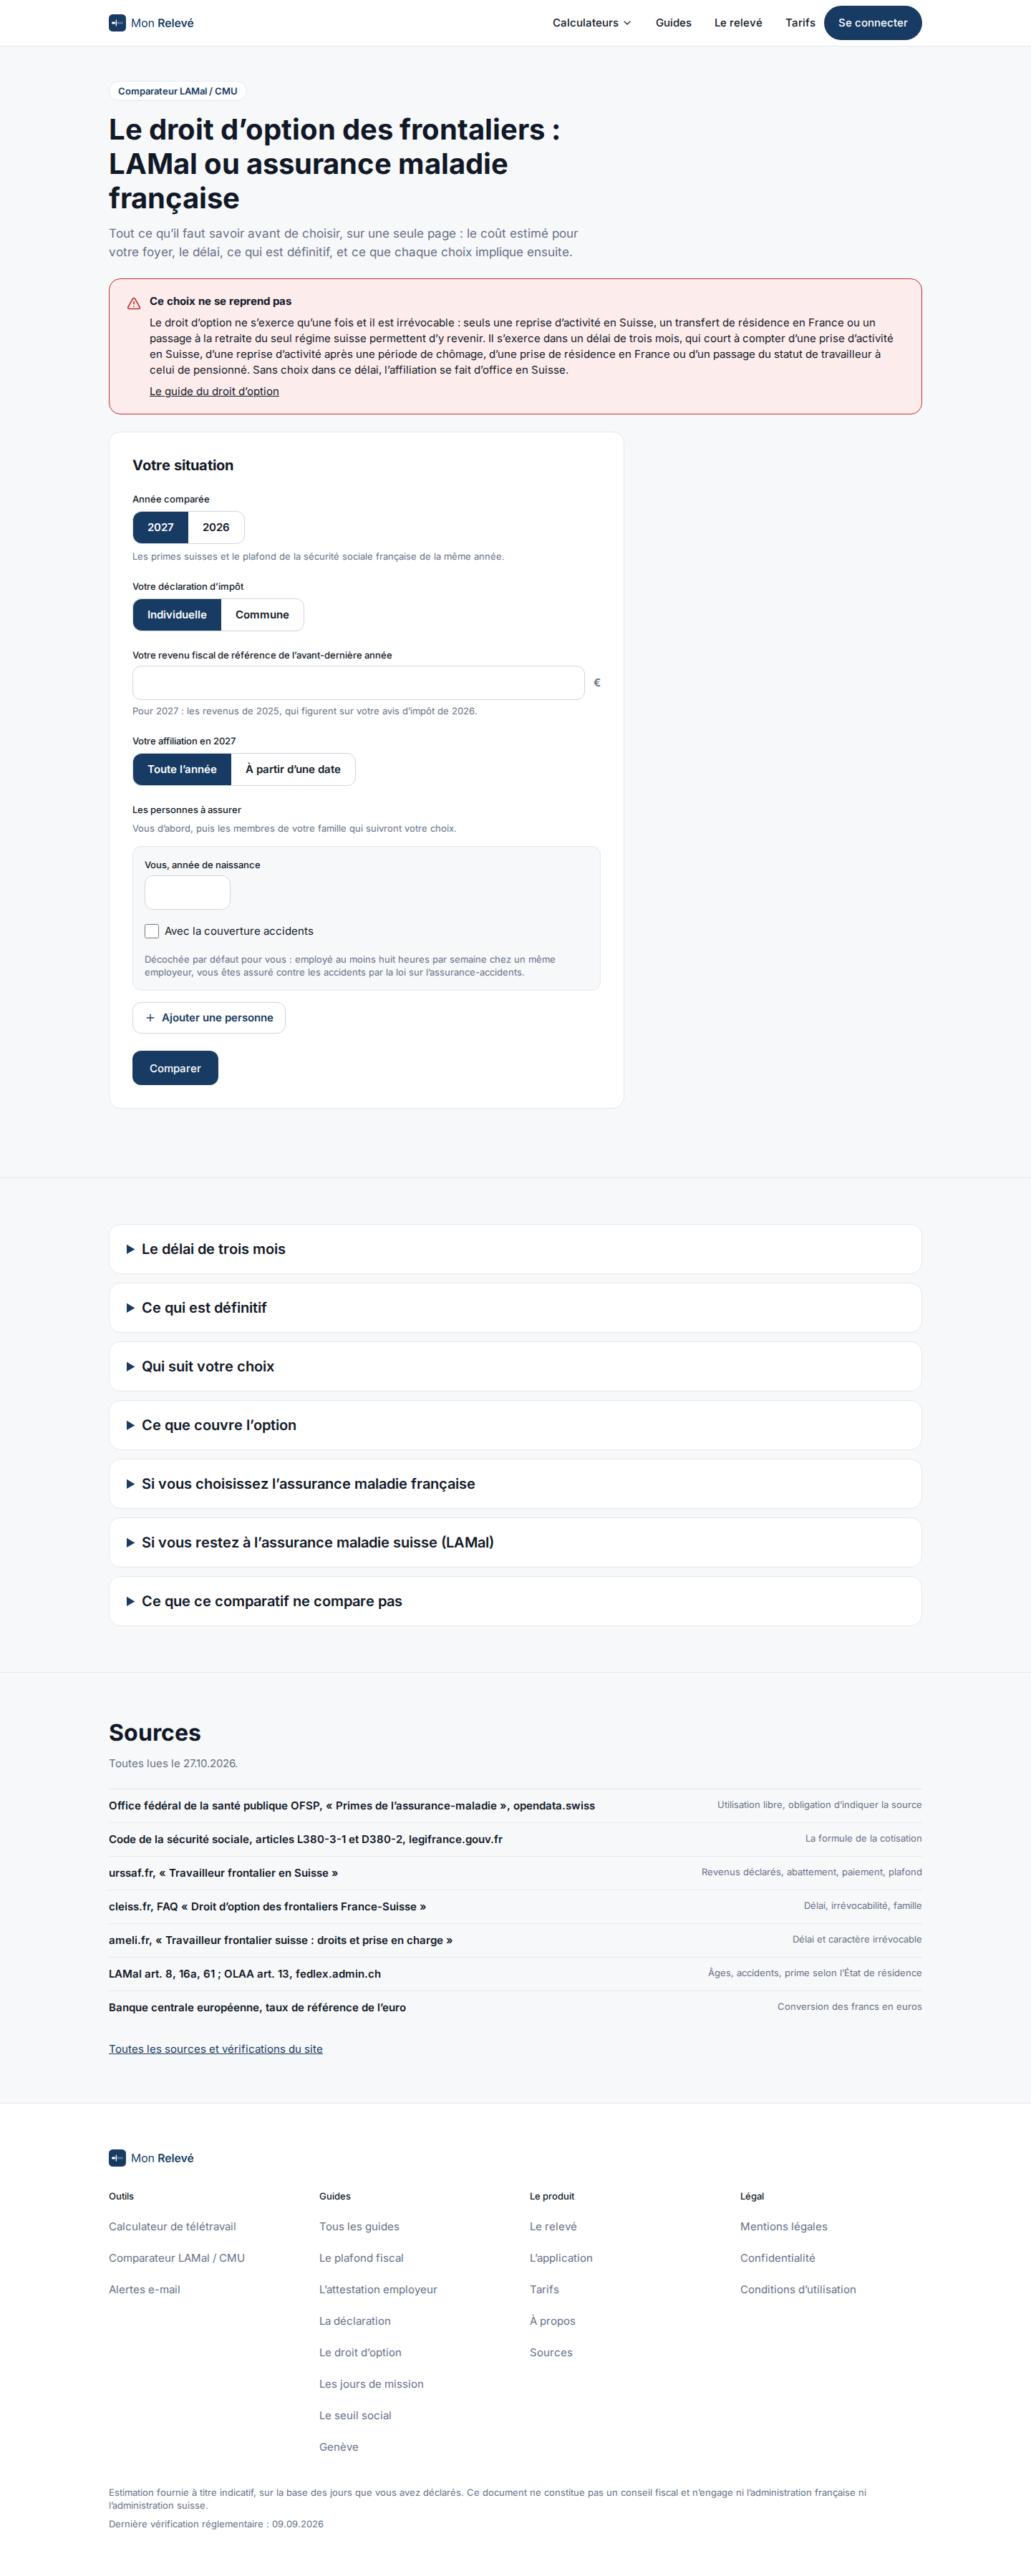 Mon Relevé
Calculateurs
Guides
Le relevé
Tarifs
Se connecter
Comparateur LAMal / CMU
Le droit d’option des frontaliers :
LAMal ou assurance maladie
française
Tout ce qu’il faut savoir avant de choisir, sur une seule page : le coût estimé pour
votre foyer, le délai, ce qui est définitif, et ce que chaque choix implique ensuite.
Ce choix ne se reprend pas
Le droit d’option ne s’exerce qu’une fois et il est irrévocable : seuls une reprise d’activité en Suisse, un transfert de résidence en France ou un
passage à la retraite du seul régime suisse permettent d’y revenir. Il s’exerce dans un délai de trois mois, qui court à compter d’une prise d’activité
en Suisse, d’une reprise d’activité après une période de chômage, d’une prise de résidence en France ou d’un passage du statut de travailleur à
celui de pensionné. Sans choix dans ce délai, l’affiliation se fait d’office en Suisse.
Le guide du droit d’option
Votre situation
Année comparée
2027
2026
Les primes suisses et le plafond de la sécurité sociale française de la même année.
Votre déclaration d’impôt
Individuelle
Commune
Votre revenu fiscal de référence de l’avant-dernière année
€
Pour 2027 : les revenus de 2025, qui figurent sur votre avis d’impôt de 2026.
Votre affiliation en 2027
Toute l’année
À partir d’une date
Les personnes à assurer
Vous d’abord, puis les membres de votre famille qui suivront votre choix.
Vous, année de naissance
Avec la couverture accidents
Décochée par défaut pour vous : employé au moins huit heures par semaine chez un même
employeur, vous êtes assuré contre les accidents par la loi sur l’assurance-accidents.
Ajouter une personne
Comparer
Le délai de trois mois
Ce qui est définitif
Qui suit votre choix
Ce que couvre l’option
Si vous choisissez l’assurance maladie française
Si vous restez à l’assurance maladie suisse (LAMal)
Ce que ce comparatif ne compare pas
Sources
Toutes lues le 27.10.2026.
Office fédéral de la santé publique OFSP, « Primes de l’assurance-maladie », opendata.swiss
Utilisation libre, obligation d’indiquer la source
Code de la sécurité sociale, articles L380-3-1 et D380-2, legifrance.gouv.fr
La formule de la cotisation
urssaf.fr, « Travailleur frontalier en Suisse »
Revenus déclarés, abattement, paiement, plafond
cleiss.fr, FAQ « Droit d’option des frontaliers France-Suisse »
Délai, irrévocabilité, famille
ameli.fr, « Travailleur frontalier suisse : droits et prise en charge »
Délai et caractère irrévocable
LAMal art. 8, 16a, 61 ; OLAA art. 13, fedlex.admin.ch
Âges, accidents, prime selon l’État de résidence
Banque centrale européenne, taux de référence de l’euro
Conversion des francs en euros
Toutes les sources et vérifications du site
Mon Relevé
Outils
Calculateur de télétravail
Comparateur LAMal / CMU
Alertes e-mail
Guides
Tous les guides
Le plafond fiscal
L’attestation employeur
La déclaration
Le droit d’option
Les jours de mission
Le seuil social
Genève
Le produit
Le relevé
L’application
Tarifs
À propos
Sources
Légal
Mentions légales
Confidentialité
Conditions d’utilisation
Estimation fournie à titre indicatif, sur la base des jours que vous avez déclarés. Ce document ne constitue pas un conseil fiscal et n’engage ni l’administration française ni
l’administration suisse.
Dernière vérification réglementaire : 09.09.2026